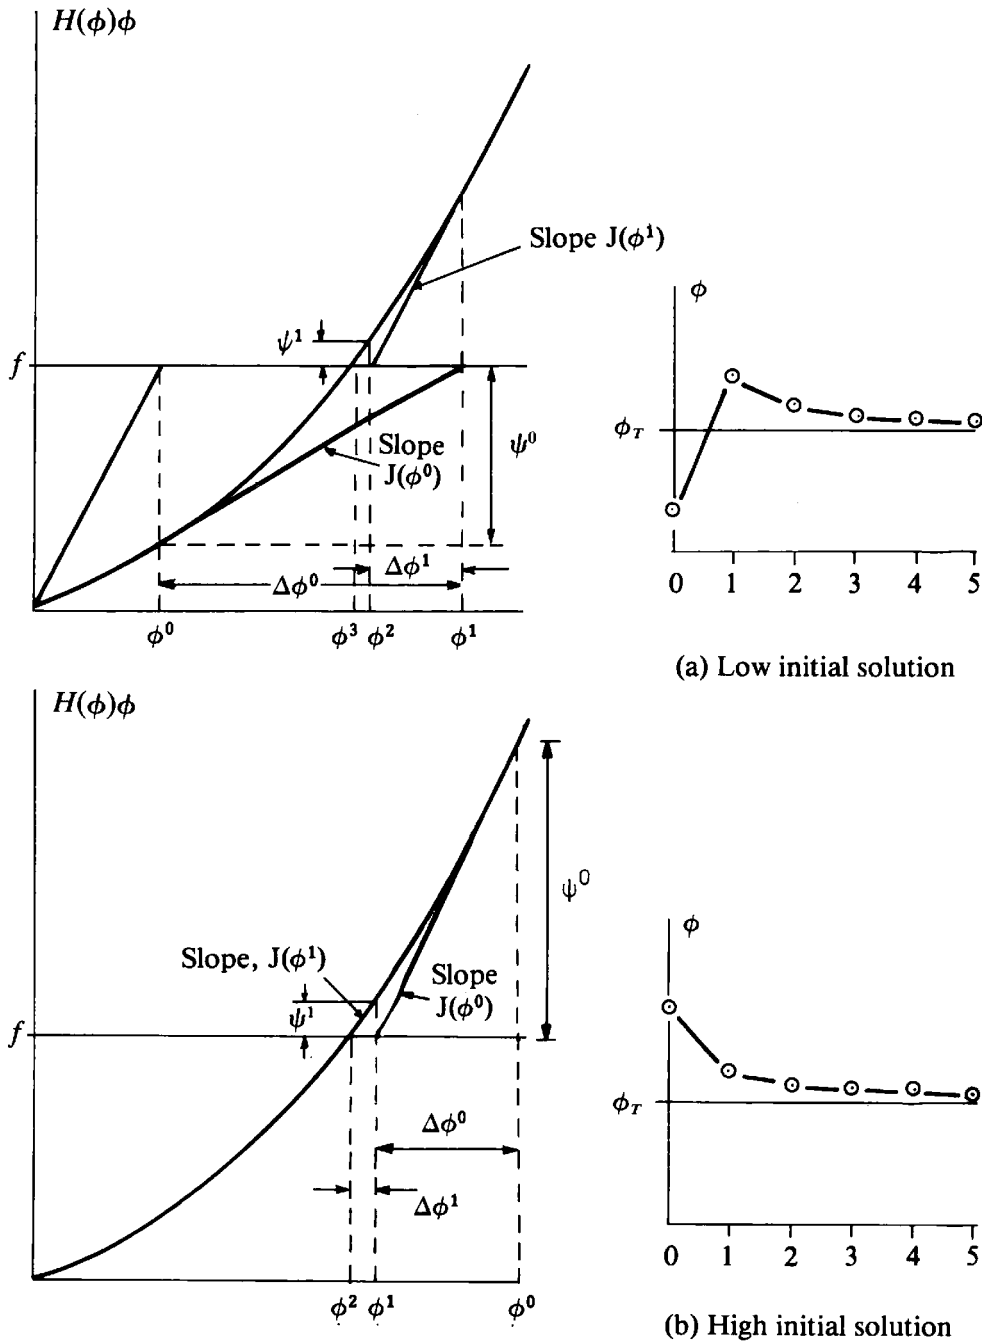 H(ϕ)ϕ
Slope J(ϕ¹)
ψ¹
f
Slope
J(ϕ⁰)
ψ⁰
Δϕ¹
Δϕ⁰
ϕ⁰ ϕ³ ϕ² ϕ¹
ϕ
ϕ_T
0 1 2 3 4 5
(a) Low initial solution
H(ϕ)ϕ
ψ⁰
Slope, J(ϕ¹)
Slope
J(ϕ⁰)
ψ¹
f
Δϕ⁰
Δϕ¹
ϕ² ϕ¹ ϕ⁰
ϕ
ϕ_T
0 1 2 3 4 5
(b) High initial solution